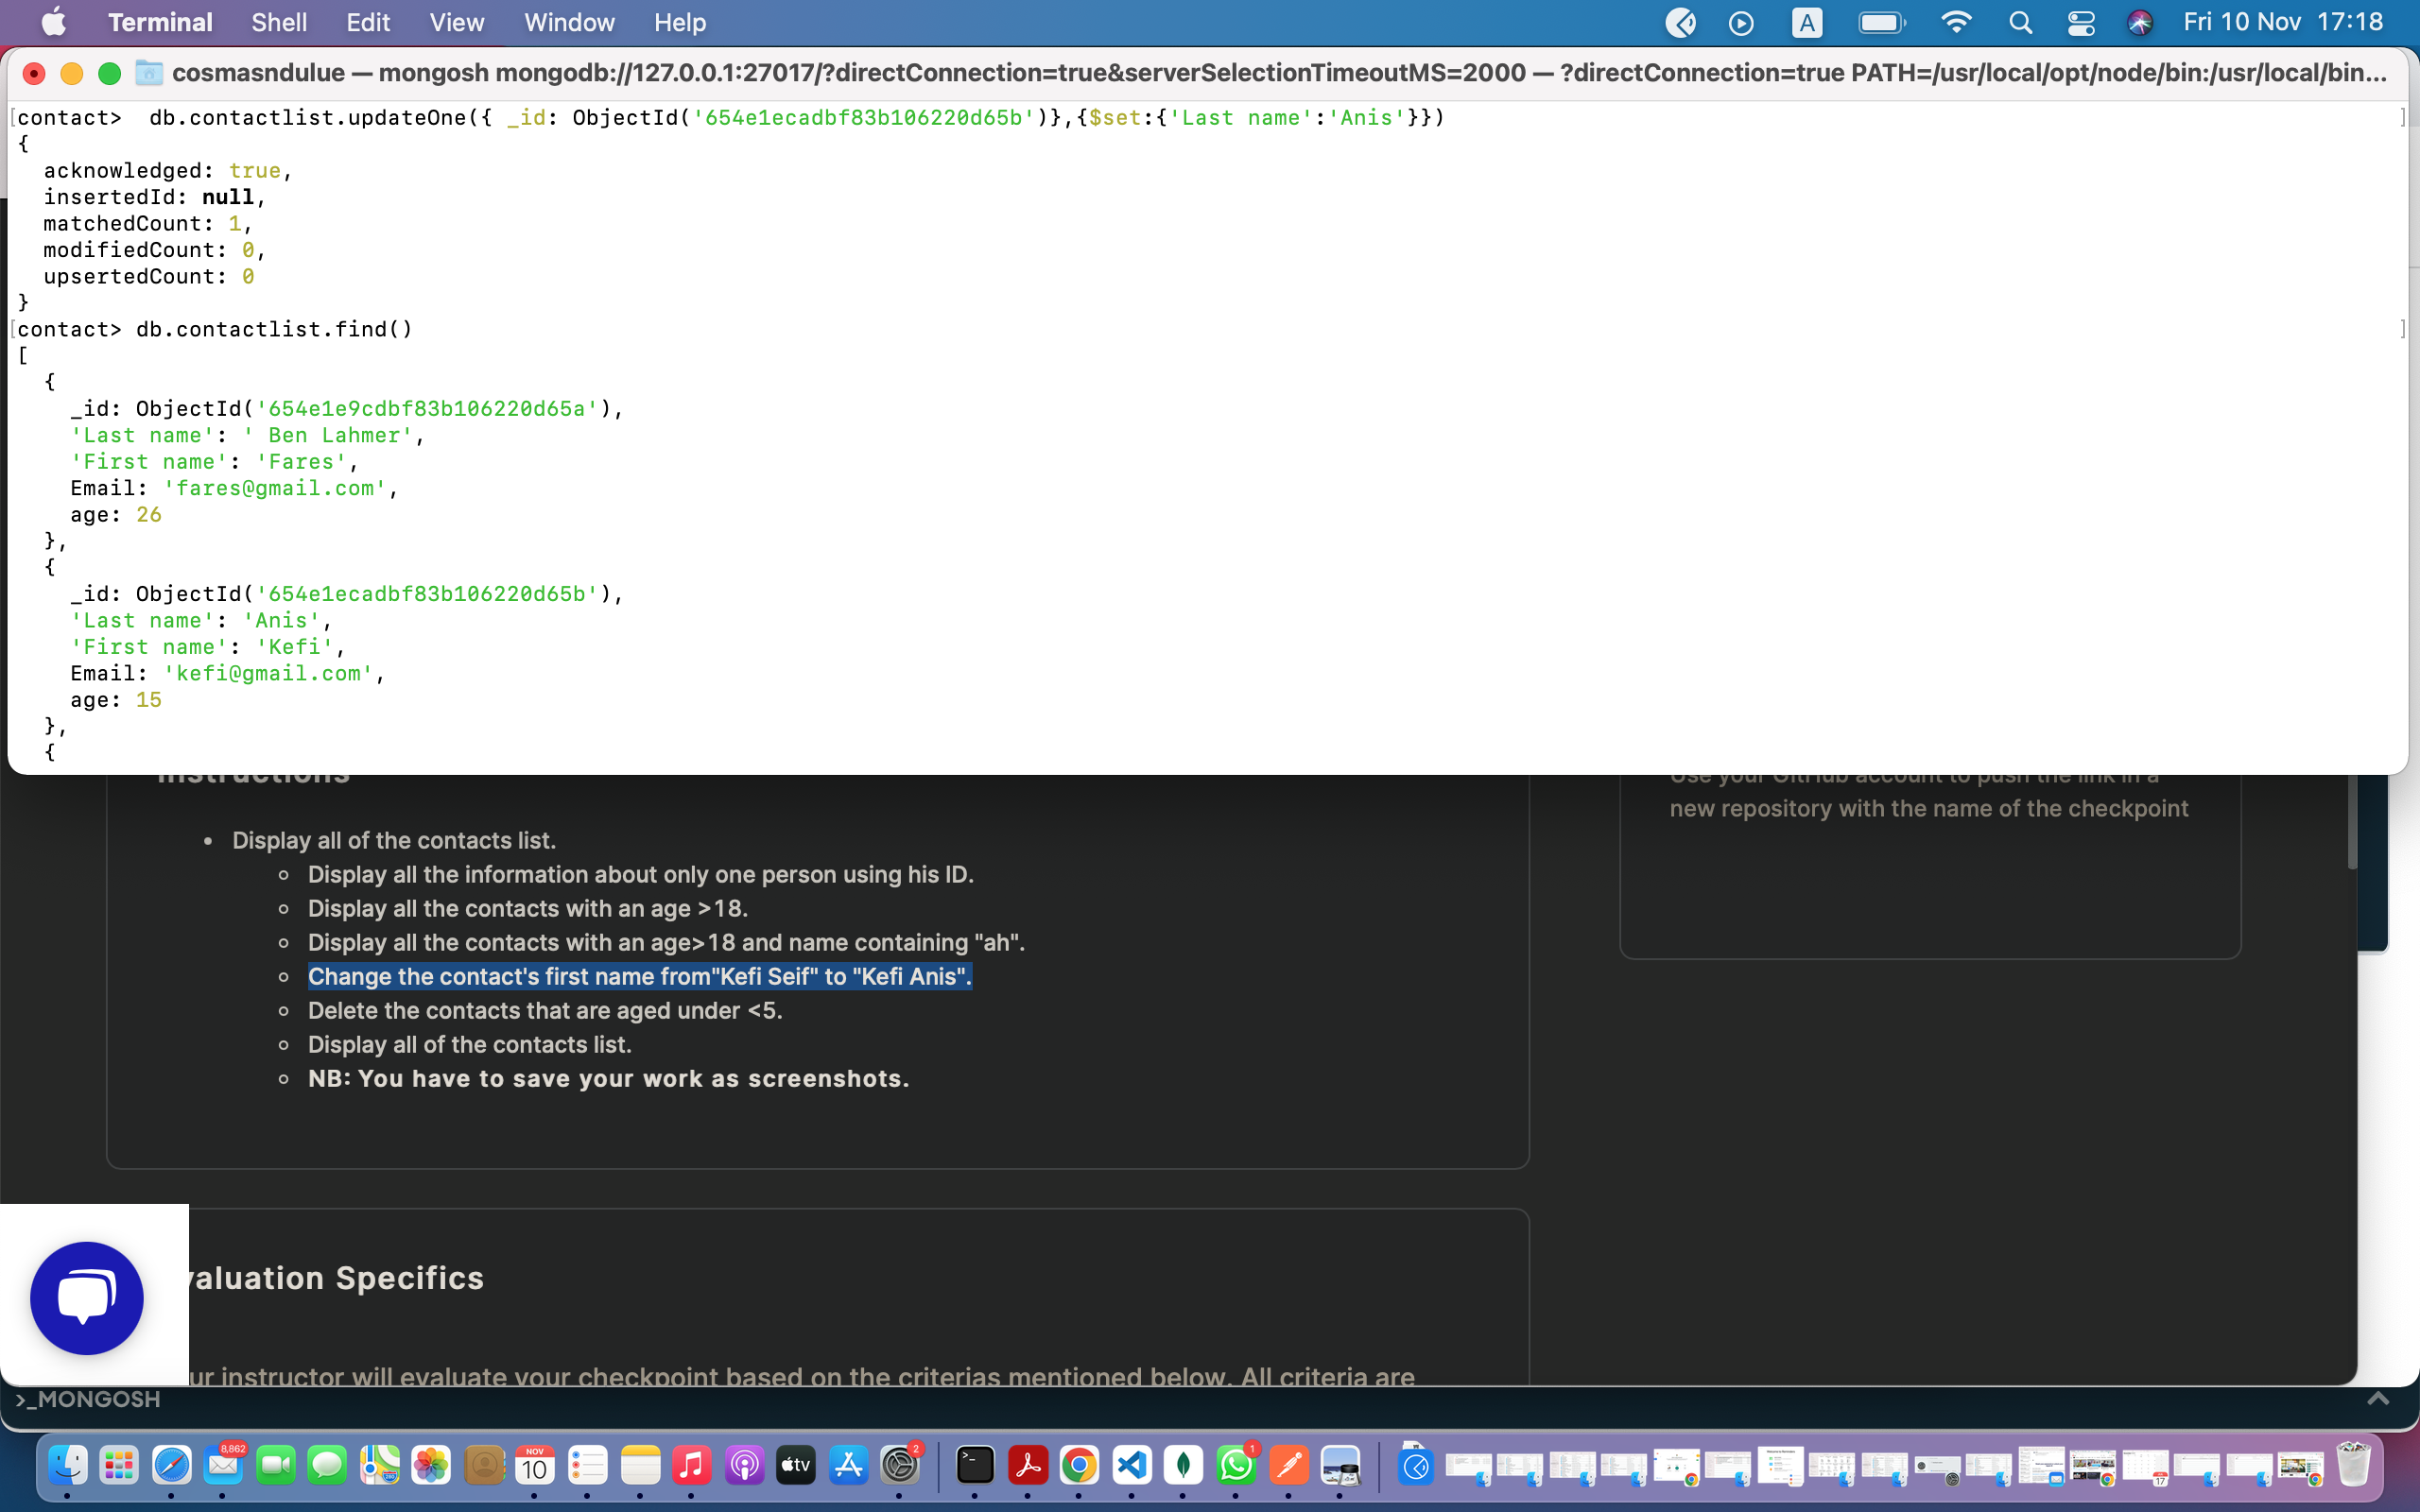 Terminal Shell Edit View Window Help A Fri 10 Nov 17:18
cosmasndulue — mongosh mongodb://127.0.0.1:27017/?directConnection=true&serverSelectionTimeoutMS=2000 — ?directConnection=true PATH=/usr/local/opt/node/bin:/usr/local/bin...
[contact>  db.contactlist.updateOne({ _id: ObjectId('654e1ecadbf83b106220d65b')},{$set:{'Last name':'Anis'}}) ]
{
  acknowledged: true,
  insertedId: null,
  matchedCount: 1,
  modifiedCount: 0,
  upsertedCount: 0
}
[contact> db.contactlist.find() ]
[
  {
    _id: ObjectId('654e1e9cdbf83b106220d65a'),
    'Last name': ' Ben Lahmer',
    'First name': 'Fares',
    Email: 'fares@gmail.com',
    age: 26
  },
  {
    _id: ObjectId('654e1ecadbf83b106220d65b'),
    'Last name': 'Anis',
    'First name': 'Kefi',
    Email: 'kefi@gmail.com',
    age: 15
  },
  {
Instructions
Use your GitHub account to push the link in a
new repository with the name of the checkpoint
• Display all of the contacts list.
Display all the information about only one person using his ID.
Display all the contacts with an age >18.
Display all the contacts with an age>18 and name containing "ah".
Change the contact's first name from"Kefi Seif" to "Kefi Anis".
Delete the contacts that are aged under <5.
Display all of the contacts list.
NB: You have to save your work as screenshots.
valuation Specifics
ur instructor will evaluate your checkpoint based on the criterias mentioned below. All criteria are
>_MONGOSH
8,862
NOV
10
tv
2
1
17